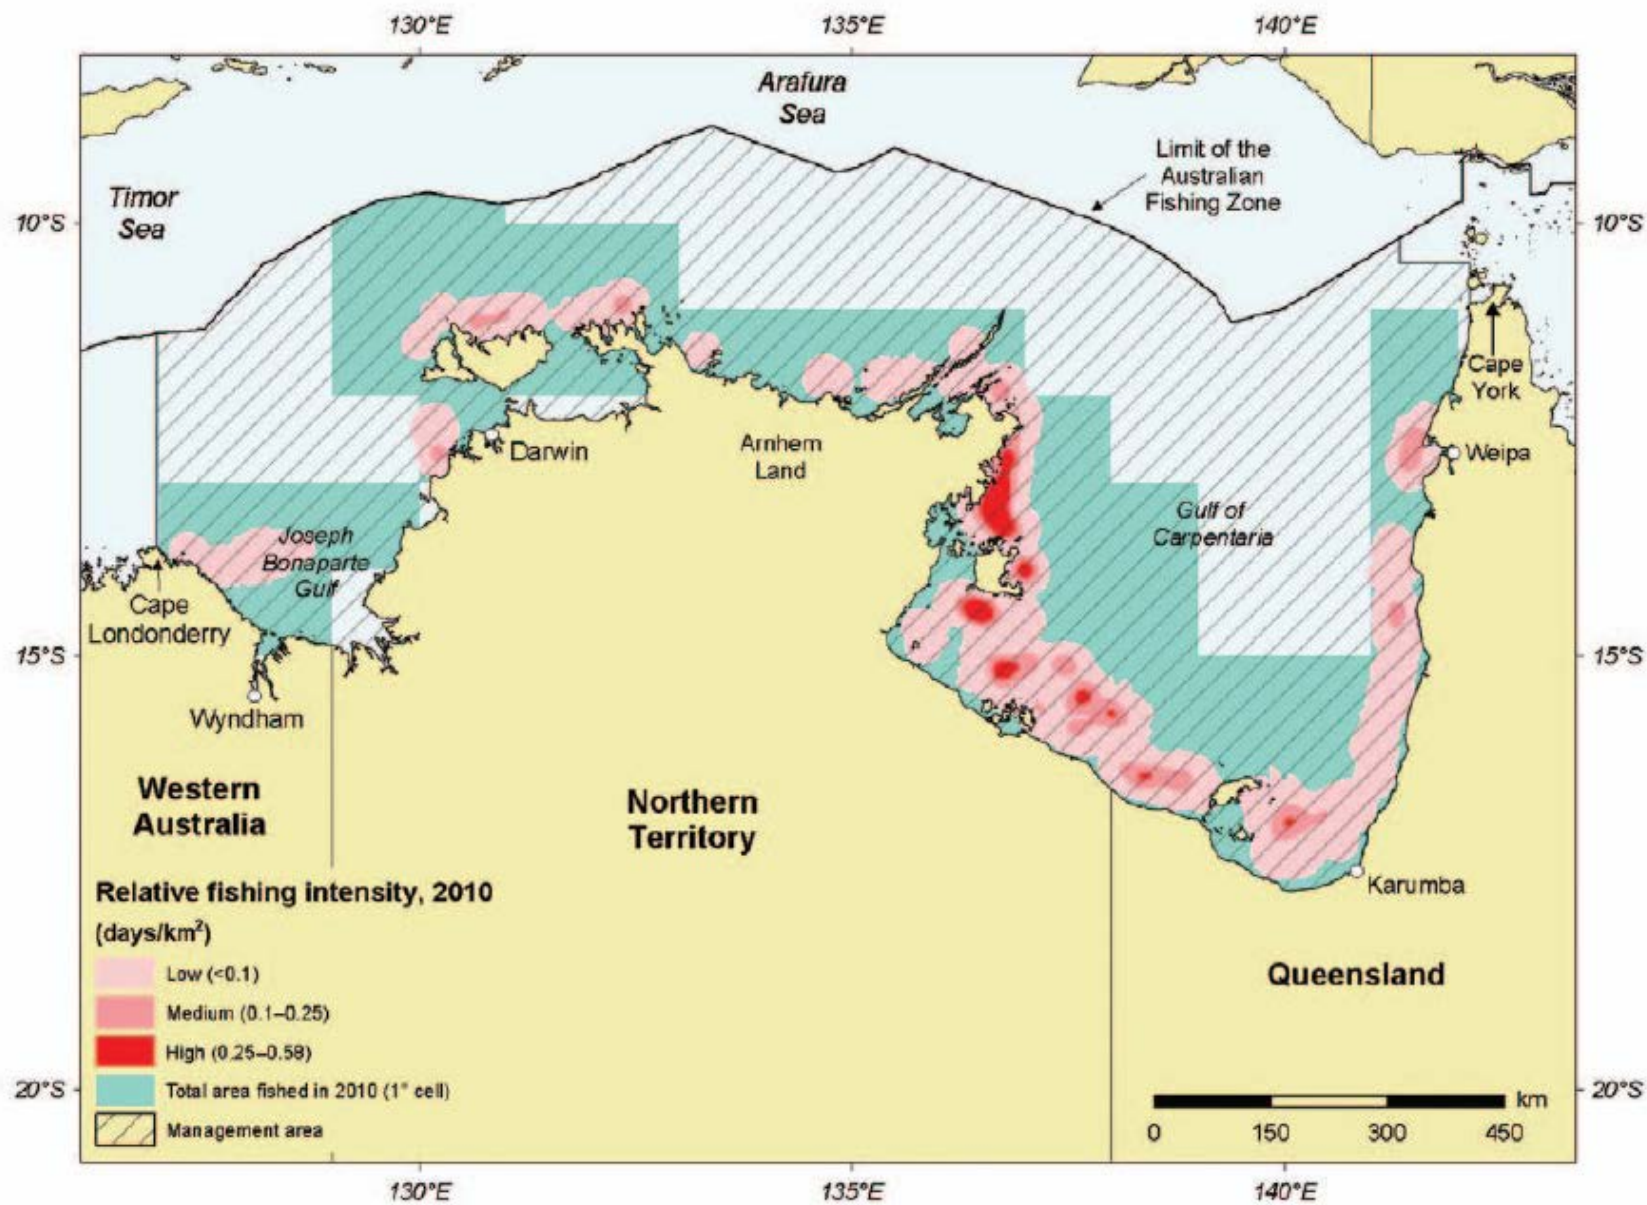 130°E
135°E
140°E
Arafura
Sea
Limit of the
Australian
Fishing Zone
Timor
Sea
10°S
10°S
Cape
York
Darwin
Arnhem
Land
Weipa
Gulf of
Carpentaria
Joseph
Bonaparte
Gulf
Cape
Londonderry
15°S
15°S
Wyndham
Western
Australia
Northern
Territory
Karumba
Queensland
Relative fishing intensity, 2010
(days/km²)
Low (<0.1)
Medium (0.1–0.25)
High (0.25–0.58)
Total area fished in 2010 (1° cell)
Management area
20°S
20°S
km
0 150 300 450
130°E
135°E
140°E